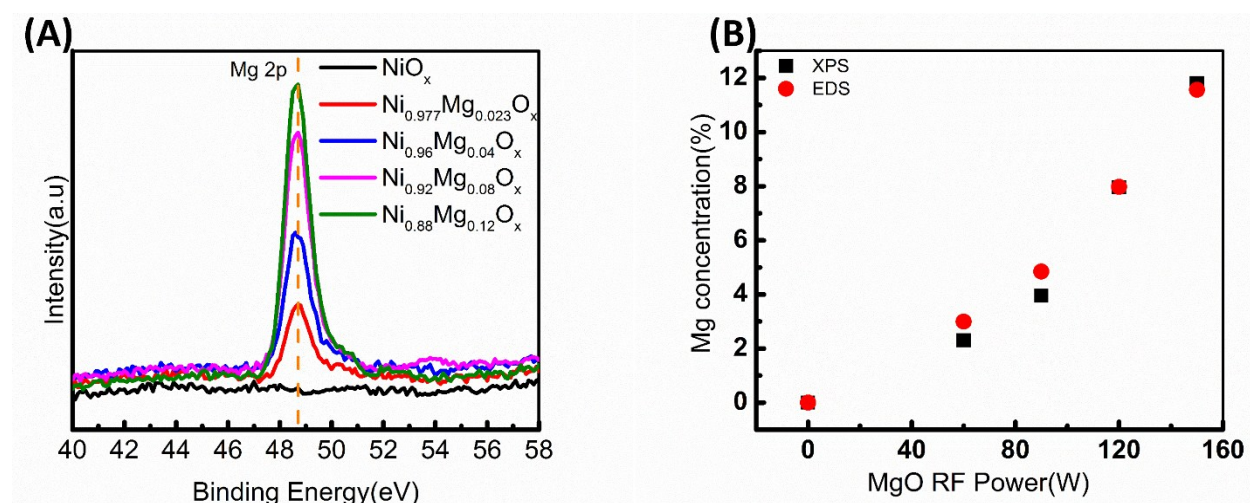 (A)
Mg 2p
NiOₓ
Ni₀.₉₇₇Mg₀.₀₂₃Oₓ
Ni₀.₉₆Mg₀.₀₄Oₓ
Ni₀.₉₂Mg₀.₀₈Oₓ
Ni₀.₈₈Mg₀.₁₂Oₓ
Intensity(a.u)
40 42 44 46 48 50 52 54 56 58
Binding Energy(eV)
(B)
XPS
EDS
Mg concentration(%)
12
10
8
6
4
2
0
0 40 80 120 160
MgO RF Power(W)